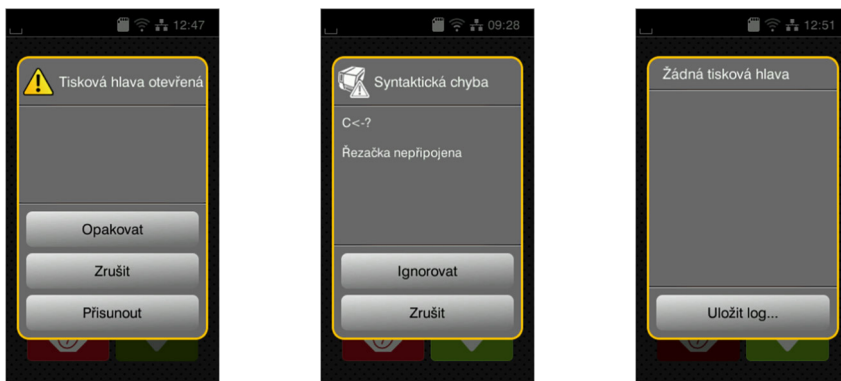 12:47
Tisková hlava otevřená
Opakovat
Zrušit
Přisunout
09:28
Syntaktická chyba
C<-?
Řezačka nepřipojena
Ignorovat
Zrušit
12:51
Žádná tisková hlava
Uložit log...